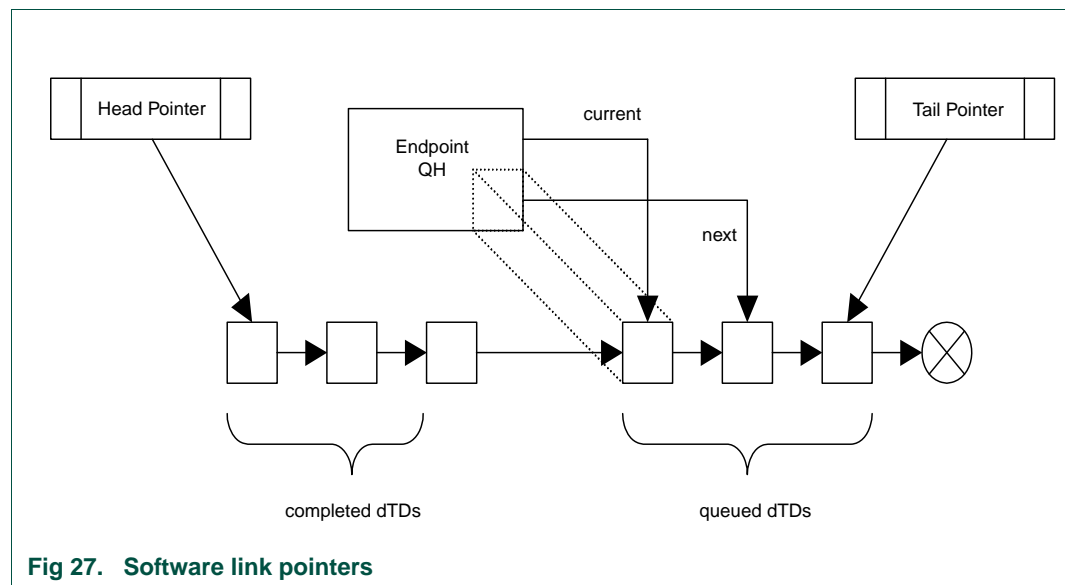 Head Pointer
Endpoint
QH
current
next
Tail Pointer
completed dTDs
queued dTDs
Fig 27. Software link pointers